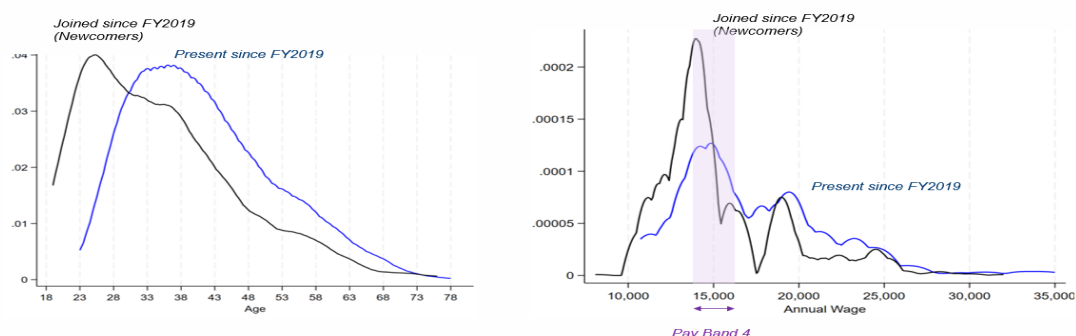 Joined since FY2019
(Newcomers)
Present since FY2019
.04
.03
.02
.01
0
18 23 28 33 38 43 48 53 58 63 68 73 78
Age
Joined since FY2019
(Newcomers)
Present since FY2019
.0002
.00015
.0001
.00005
0
10,000 15,000 20,000 25,000 30,000 35,000
Annual Wage
Pay Band 4